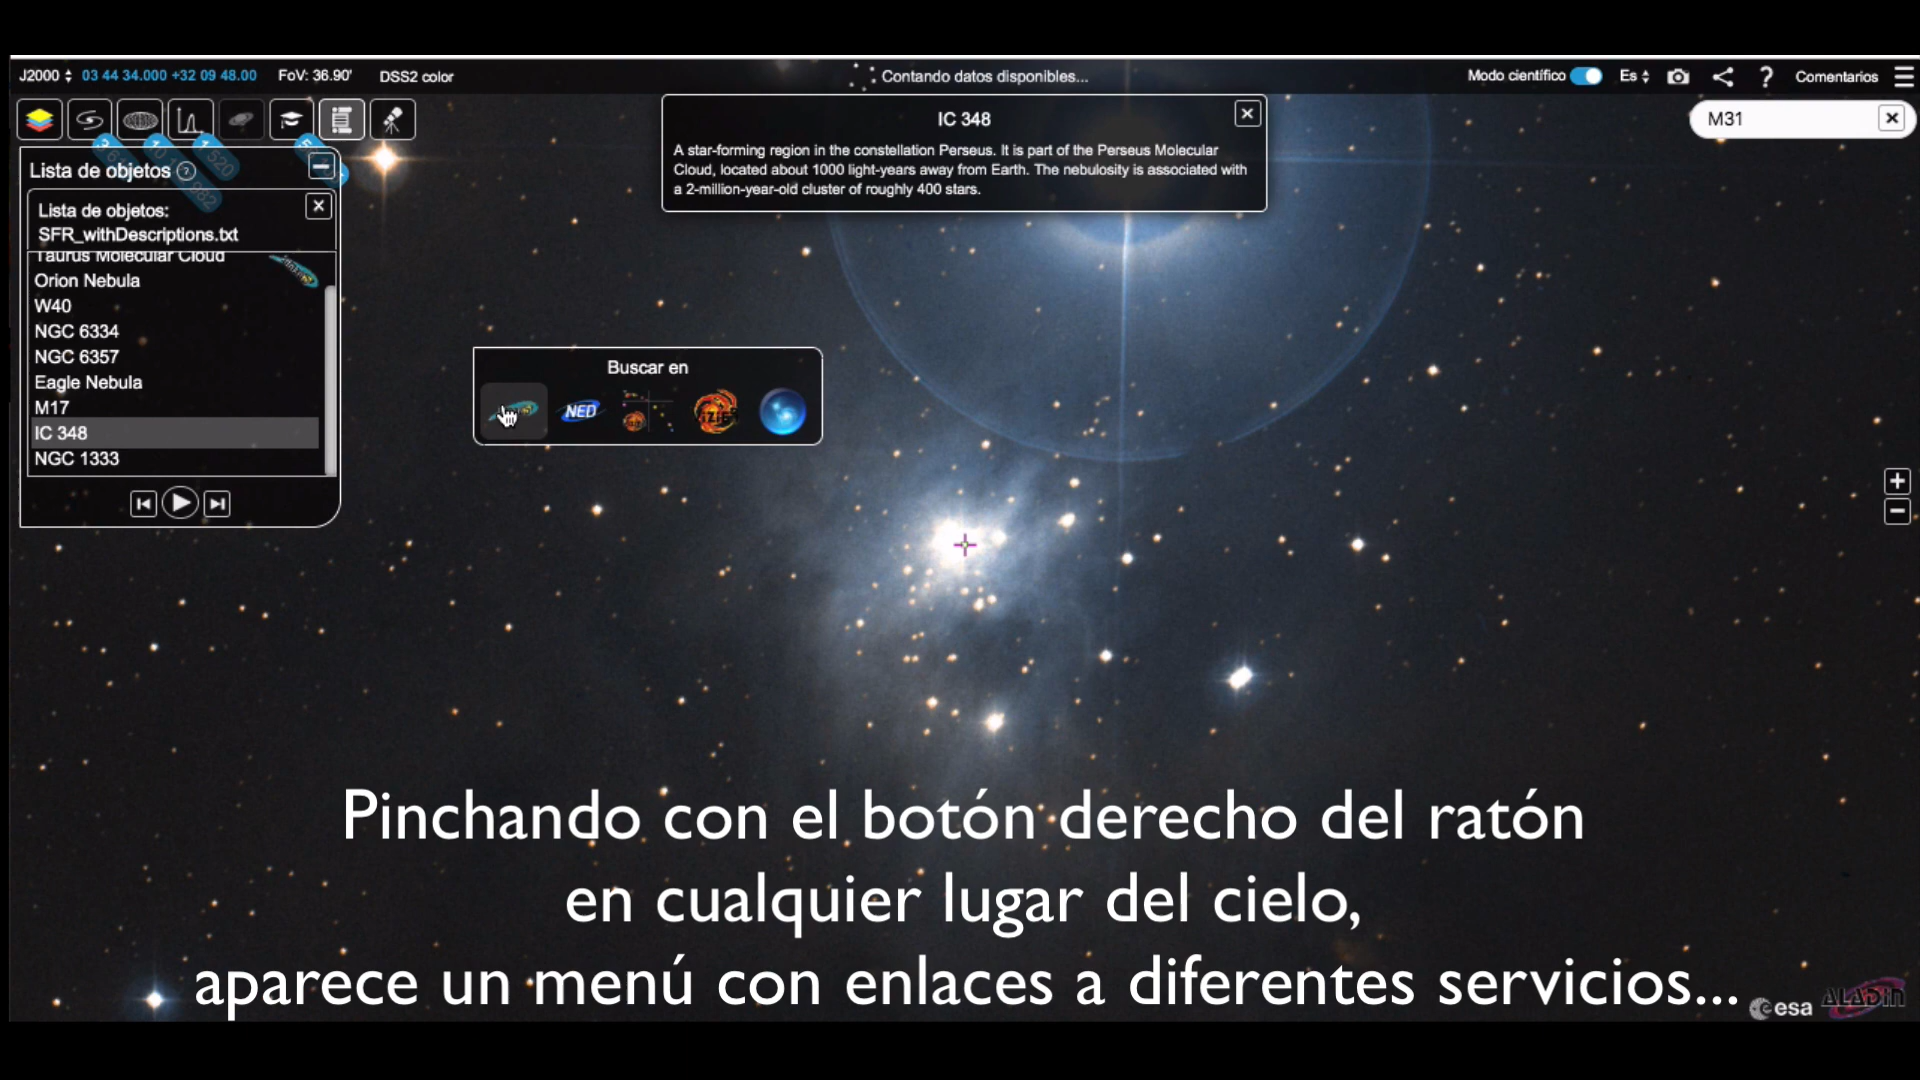 J2000 03 44 34.000 +32 09 48.00 FoV: 36.90' DSS2 color
Contando datos disponibles...
Modo científico Es ? Comentarios
M31
IC 348
A star-forming region in the constellation Perseus. It is part of the Perseus Molecular
Cloud, located about 1000 light-years away from Earth. The nebulosity is associated with
a 2-million-year-old cluster of roughly 400 stars.
Lista de objetos ?
Lista de objetos:
SFR_withDescriptions.txt
Taurus Molecular Cloud
Orion Nebula
W40
NGC 6334
NGC 6357
Eagle Nebula
M17
IC 348
NGC 1333
Buscar en
NED
Pinchando con el botón derecho del ratón
en cualquier lugar del cielo,
aparece un menú con enlaces a diferentes servicios...
esa ALADIN